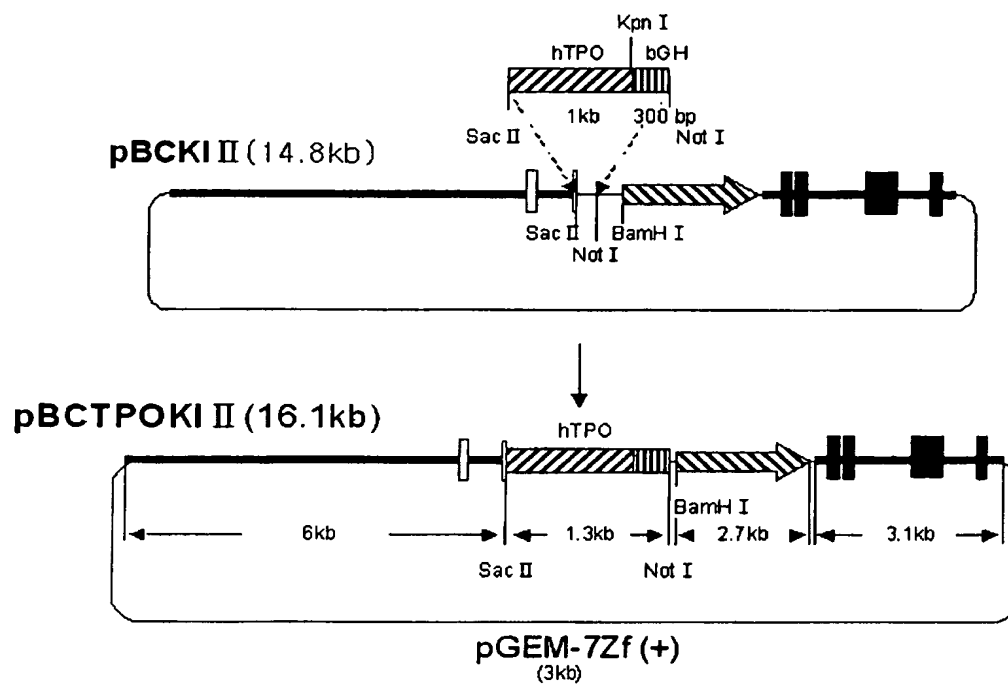 Kpn I
hTPO bGH
1kb 300 bp
Sac II Not I
pBCKI II (14.8kb)
Sac II BamH I
Not I
pBCTPOKI II (16.1kb)
hTPO
BamH I
6kb 1.3kb 2.7kb 3.1kb
Sac II Not I
pGEM-7Zf (+)
(3kb)